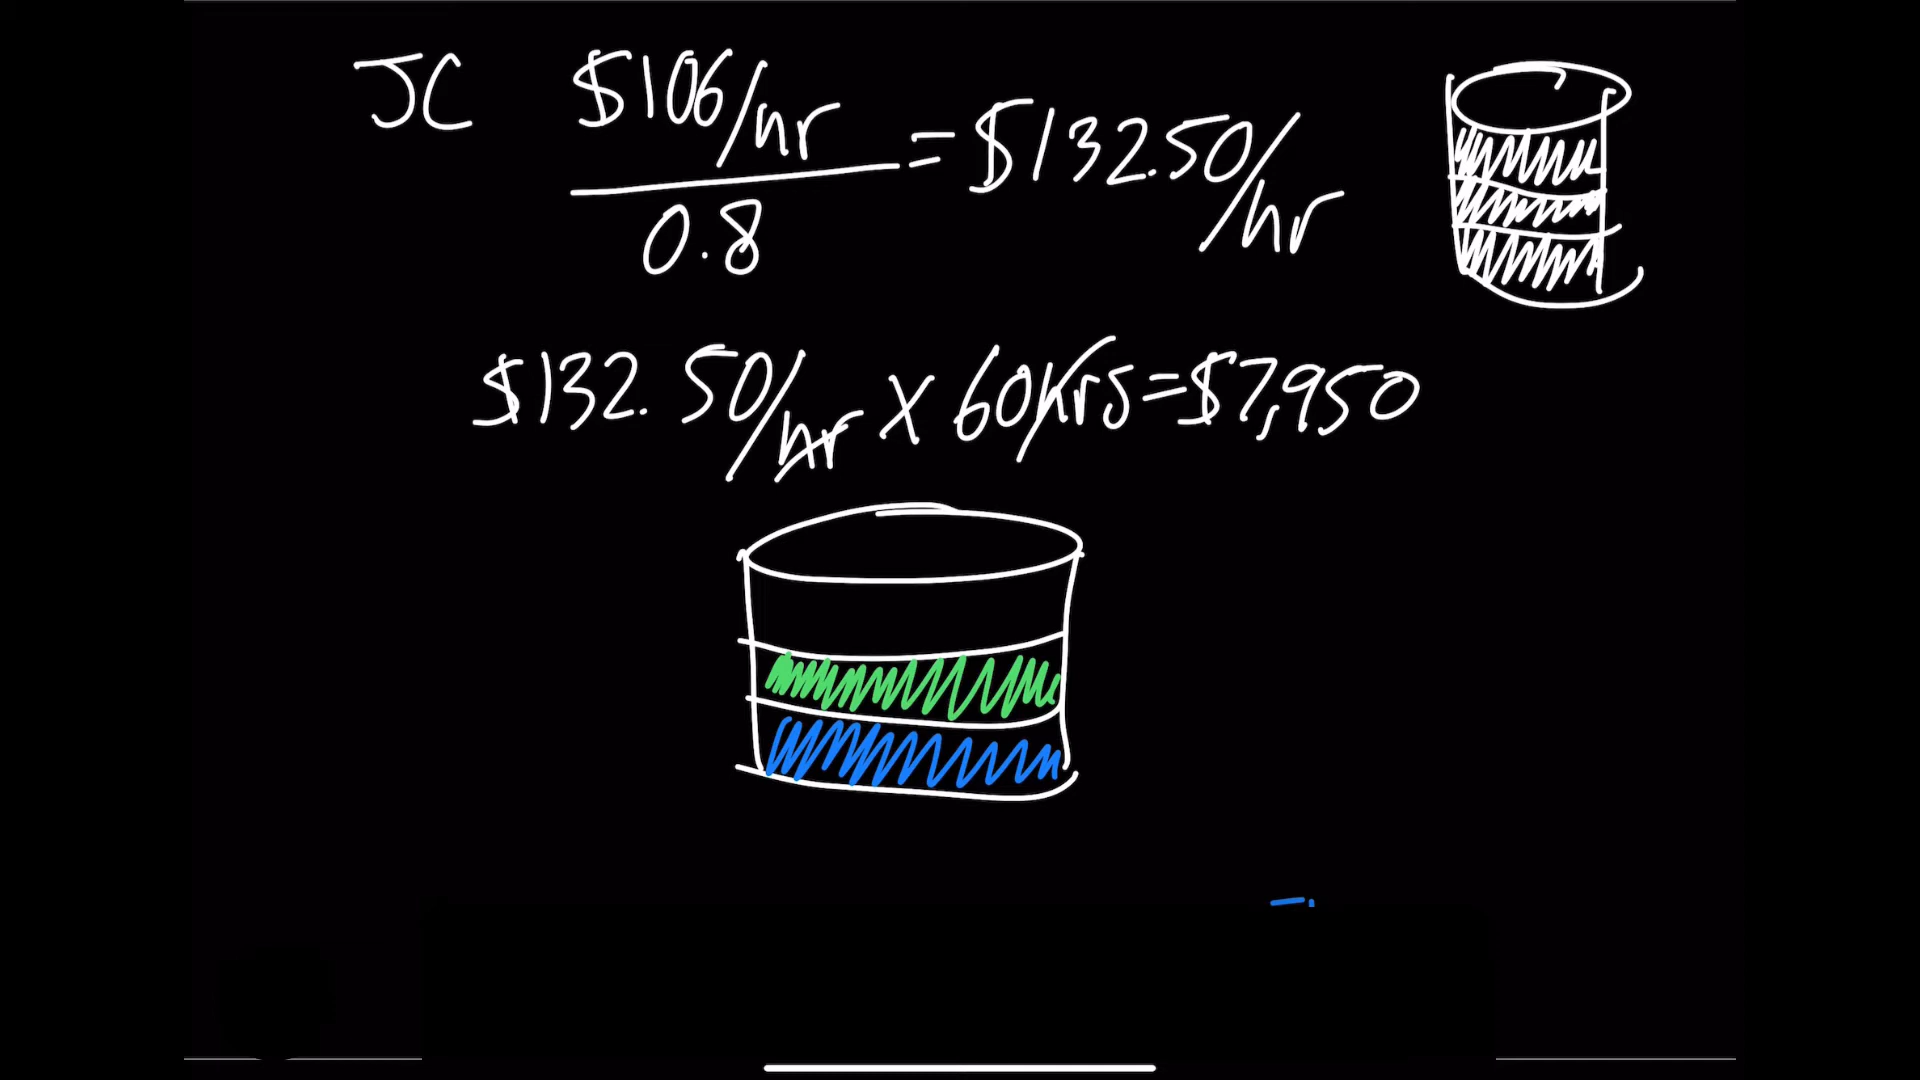 JC $106/hr = $132.50/hr
0.8
$132.50/hr x 60hrs = $7,950